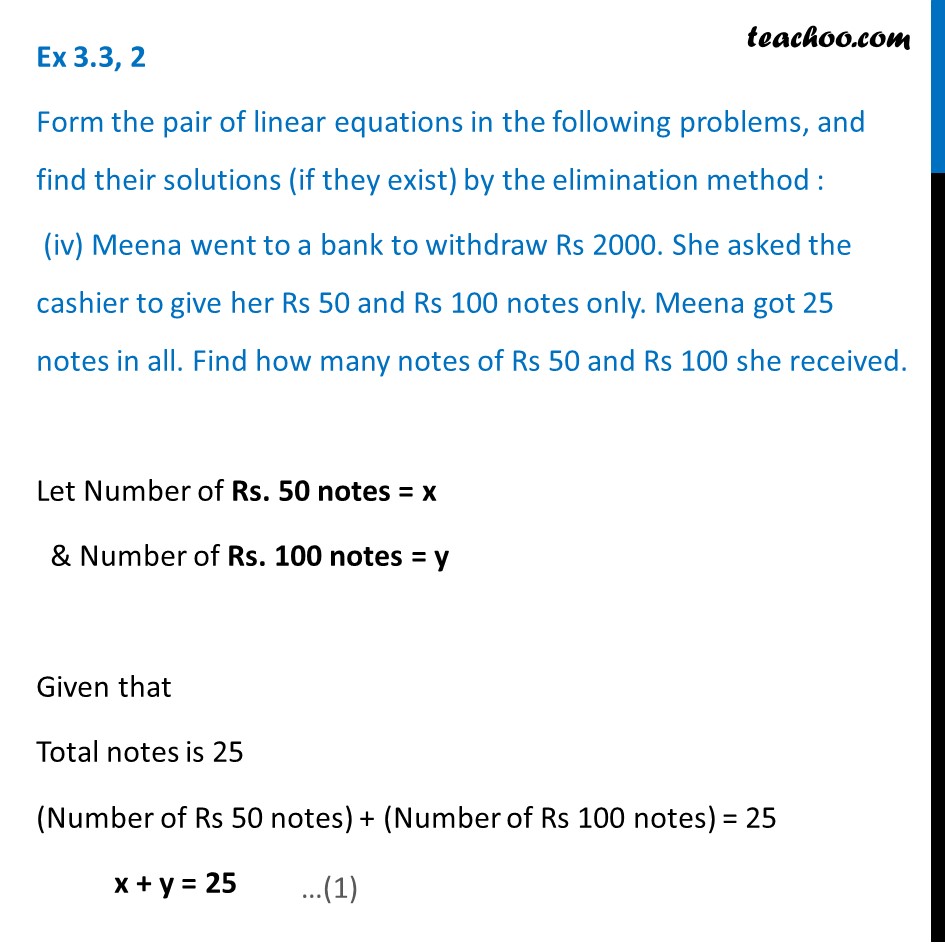 teachoo.com
Ex 3.3, 2
Form the pair of linear equations in the following problems, and
find their solutions (if they exist) by the elimination method :
(iv) Meena went to a bank to withdraw Rs 2000. She asked the
cashier to give her Rs 50 and Rs 100 notes only. Meena got 25
notes in all. Find how many notes of Rs 50 and Rs 100 she received.
Let Number of Rs. 50 notes = x
& Number of Rs. 100 notes = y
Given that
Total notes is 25
(Number of Rs 50 notes) + (Number of Rs 100 notes) = 25
x + y = 25 …(1)